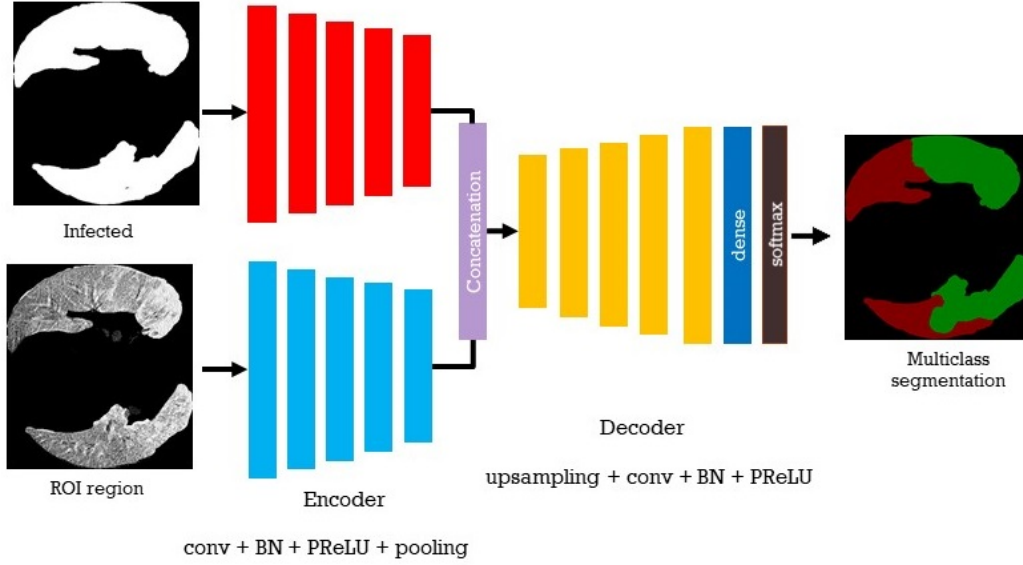 Infected
ROI region
Concatenation
dense
softmax
Multiclass
segmentation
Decoder
upsampling + conv + BN + PReLU
Encoder
conv + BN + PReLU + pooling